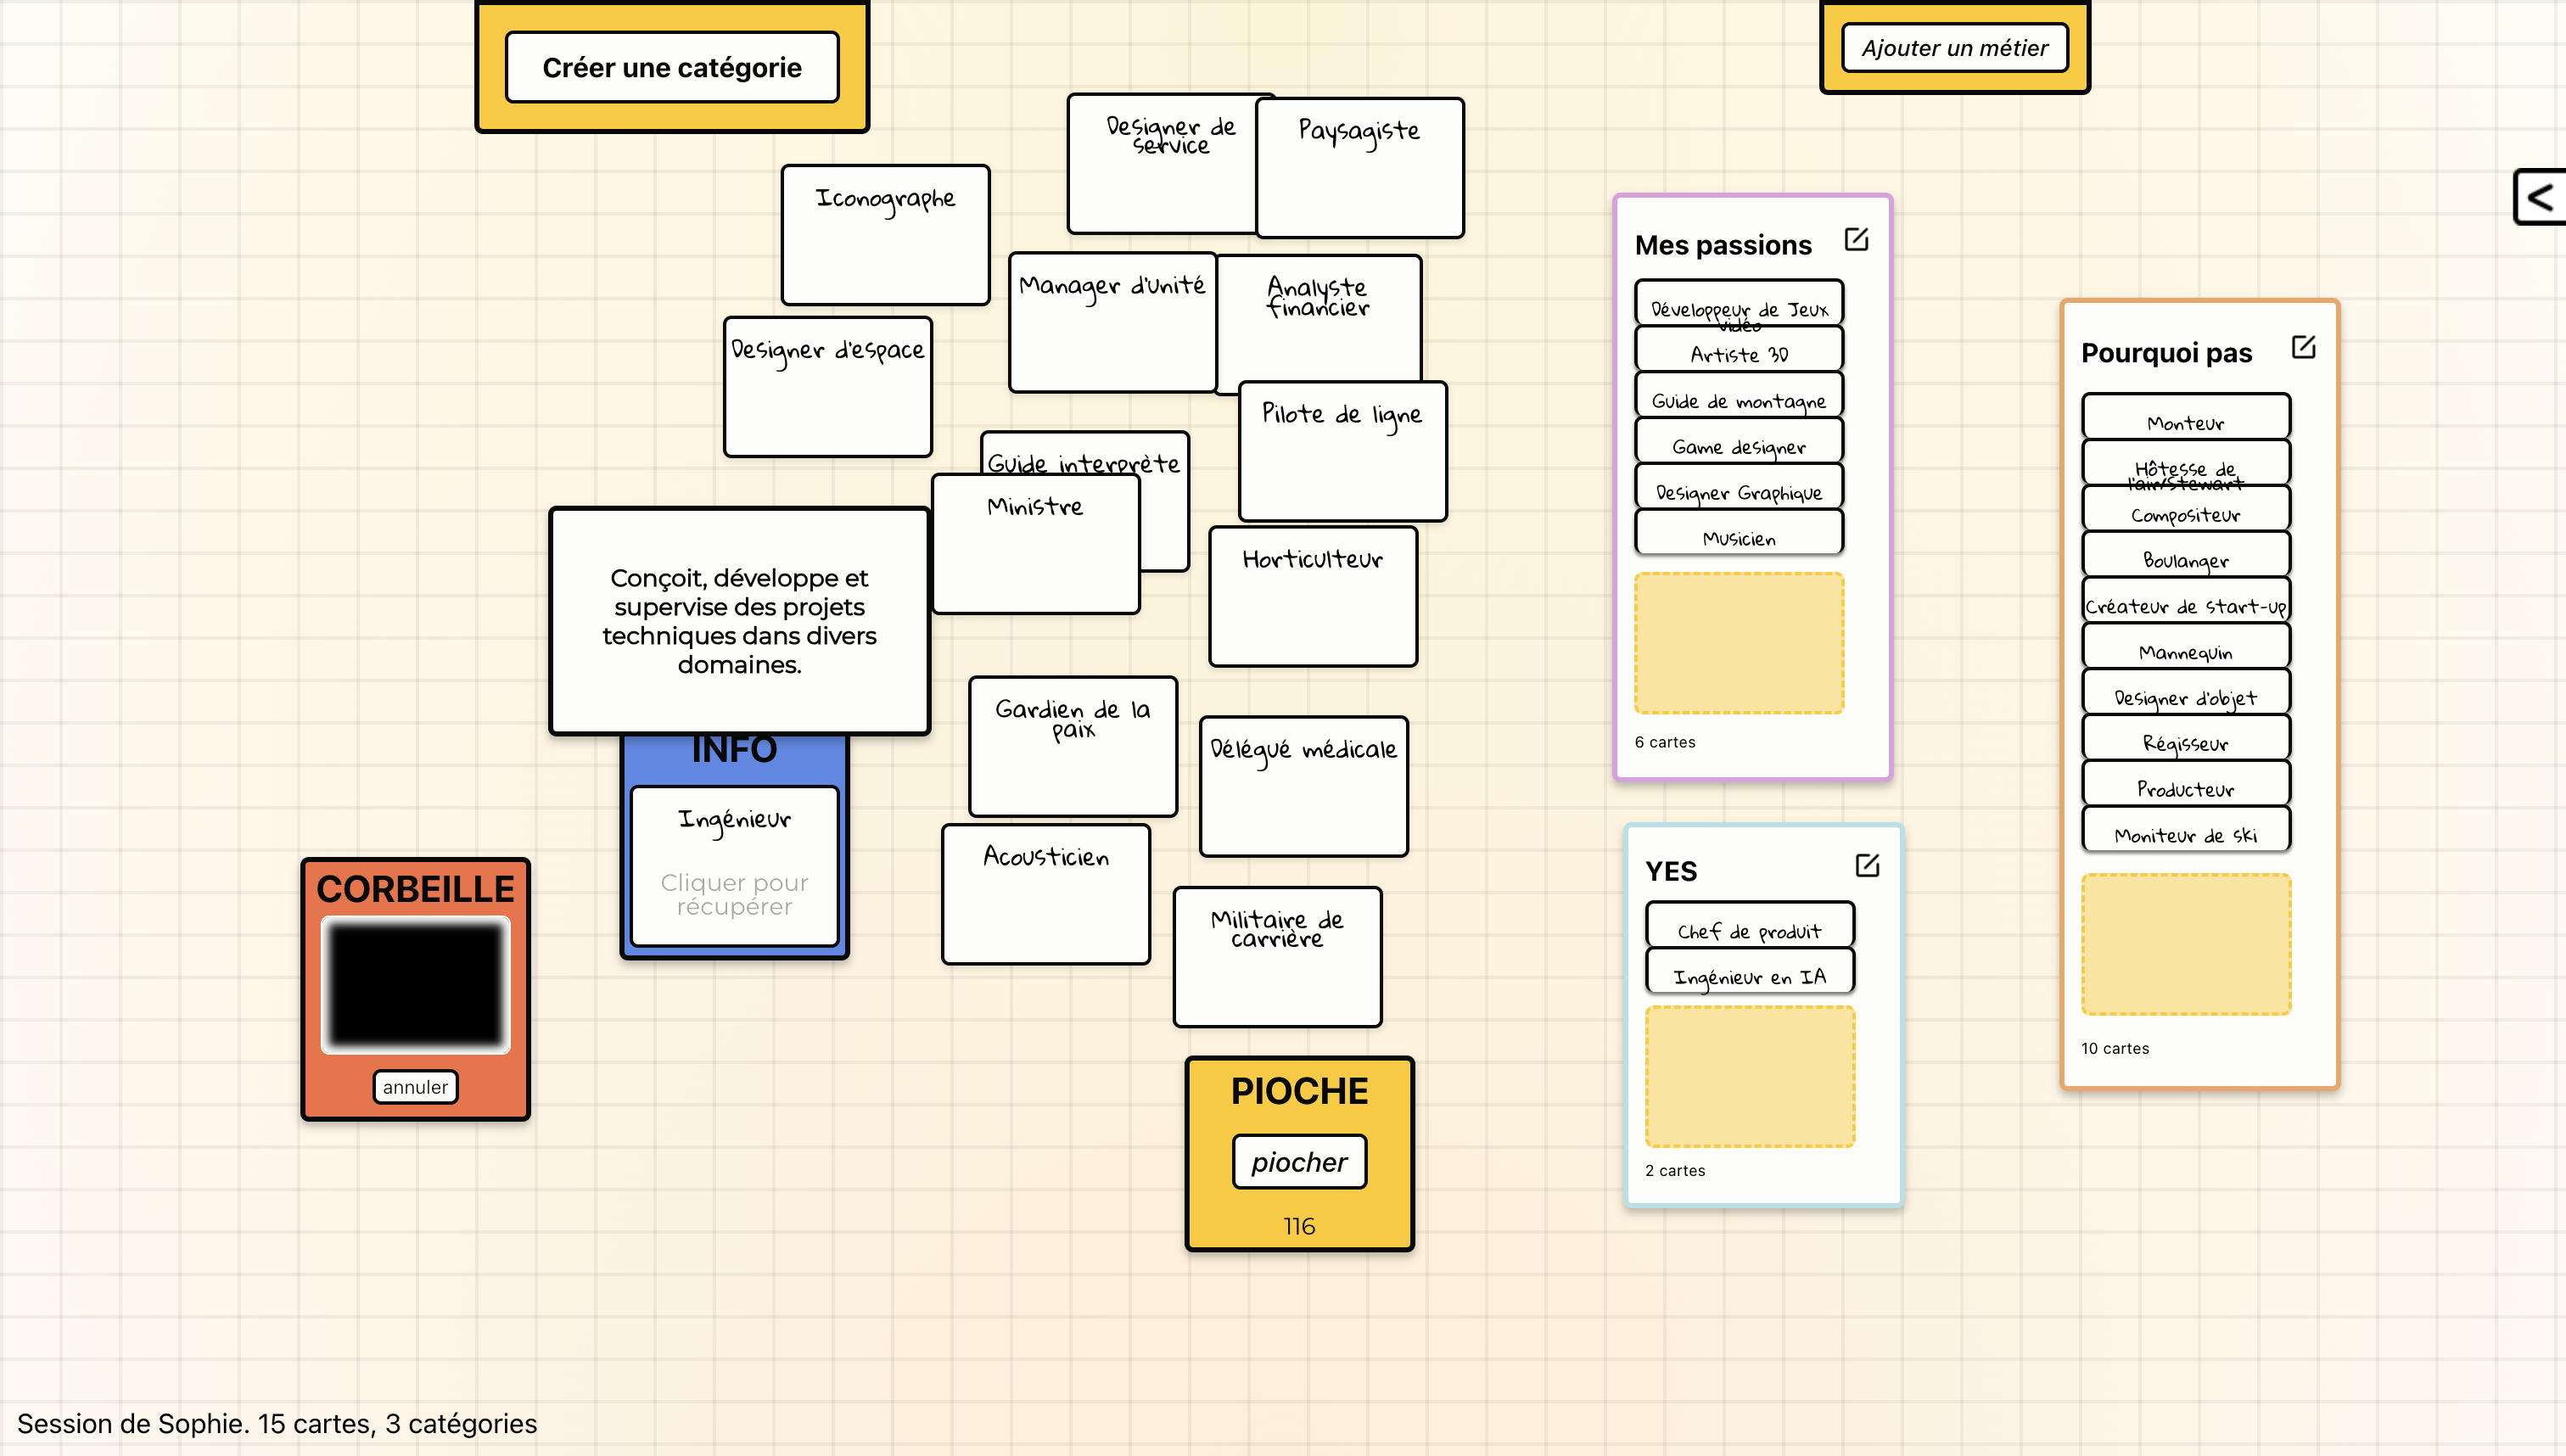 Créer une catégorie
Ajouter un métier
Designer de
service
Paysagiste
Iconographe
Manager d'unité
Analyste
financier
Designer d'espace
Pilote de ligne
Guide interprète
Ministre
Horticulteur
Conçoit, développe et
supervise des projets
techniques dans divers
domaines.
INFO
Ingénieur
Cliquer pour
récupérer
Gardien de la
paix
Délégué médicale
Acousticien
Militaire de
carrière
CORBEILLE
annuler
PIOCHE
piocher
116
Mes passions
Développeur de Jeux
vidéo
Artiste 3D
Guide de montagne
Game designer
Designer Graphique
Musicien
6 cartes
YES
Chef de produit
Ingénieur en IA
2 cartes
<
Pourquoi pas
Monteur
Hôtesse de
l'air/Stewart
Compositeur
Boulanger
Créateur de start-up
Mannequin
Designer d'objet
Régisseur
Producteur
Moniteur de ski
10 cartes
Session de Sophie. 15 cartes, 3 catégories